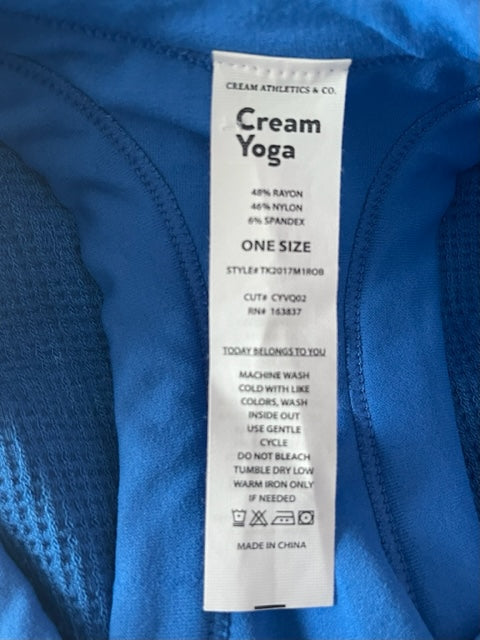 CREAM ATHLETICS & CO.
Cream
Yoga
48% RAYON
46% NYLON
6% SPANDEX
ONE SIZE
STYLE# TK2017M1ROB
CUT# CYVQ02
RN# 163837
TODAY BELONGS TO YOU
MACHINE WASH
COLD WITH LIKE
COLORS, WASH
INSIDE OUT
USE GENTLE
CYCLE
DO NOT BLEACH
TUMBLE DRY LOW
WARM IRON ONLY
IF NEEDED
MADE IN CHINA